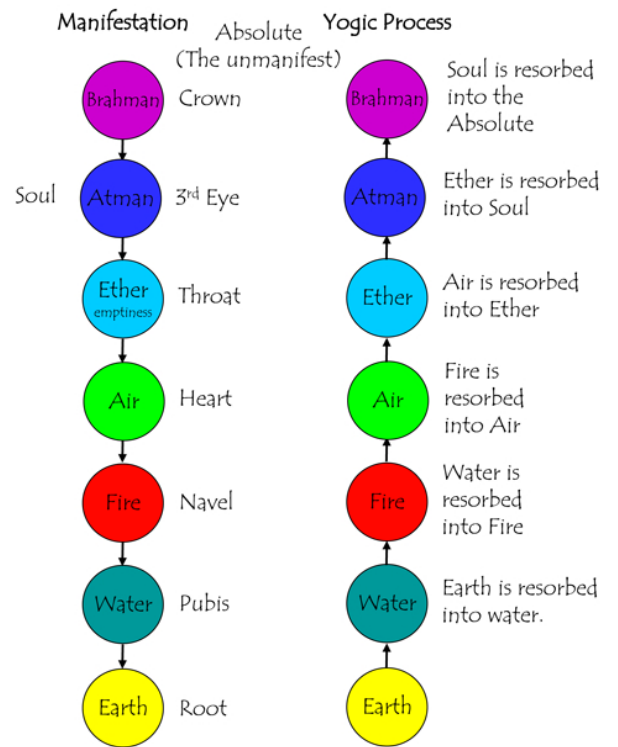 Manifestation
Absolute
(The unmanifest)
Yogic Process
Brahman
Crown
Brahman
Soul is resorbed
into the
Absolute
Soul
Atman
3rd Eye
Atman
Ether is resorbed
into Soul
Ether
emptiness
Throat
Ether
Air is resorbed
into Ether
Air
Heart
Air
Fire is
resorbed
into Air
Fire
Navel
Fire
Water is
resorbed
into Fire
Water
Pubis
Water
Earth is resorbed
into water.
Earth
Root
Earth